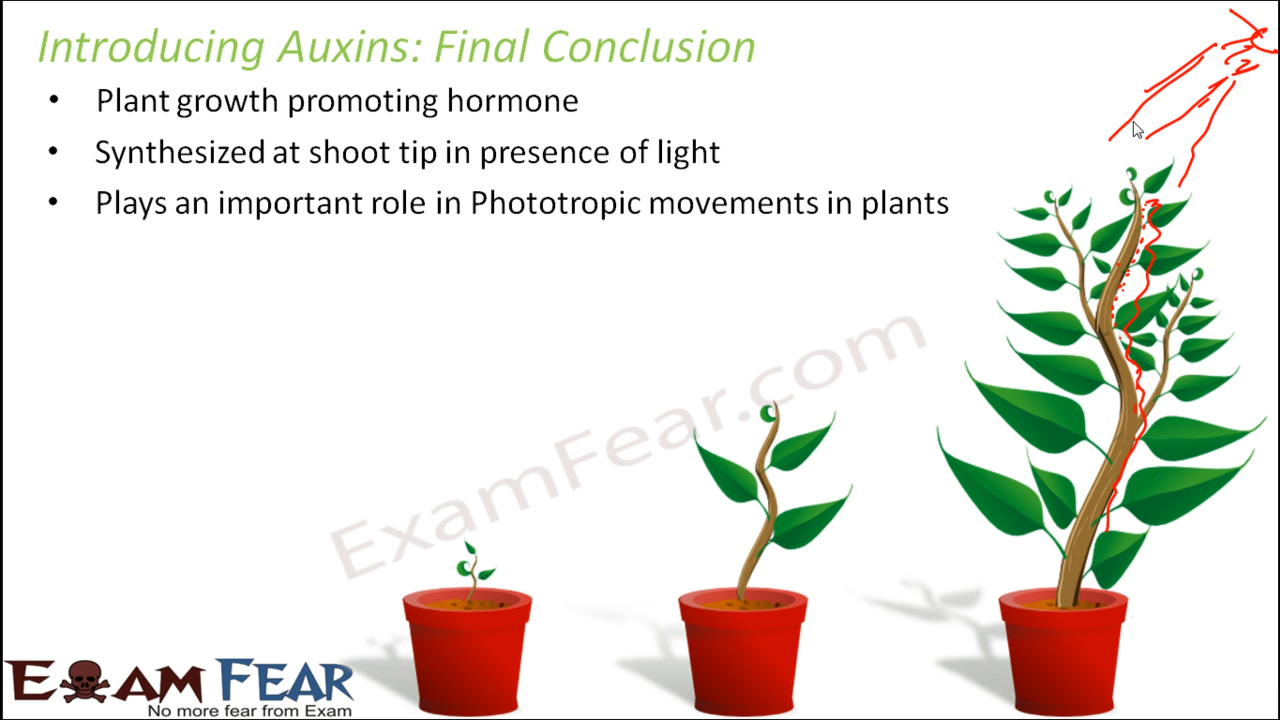 Introducing Auxins: Final Conclusion
• Plant growth promoting hormone
• Synthesized at shoot tip in presence of light
• Plays an important role in Phototropic movements in plants
ExamFear.com
EXAM FEAR
No more fear from Exam